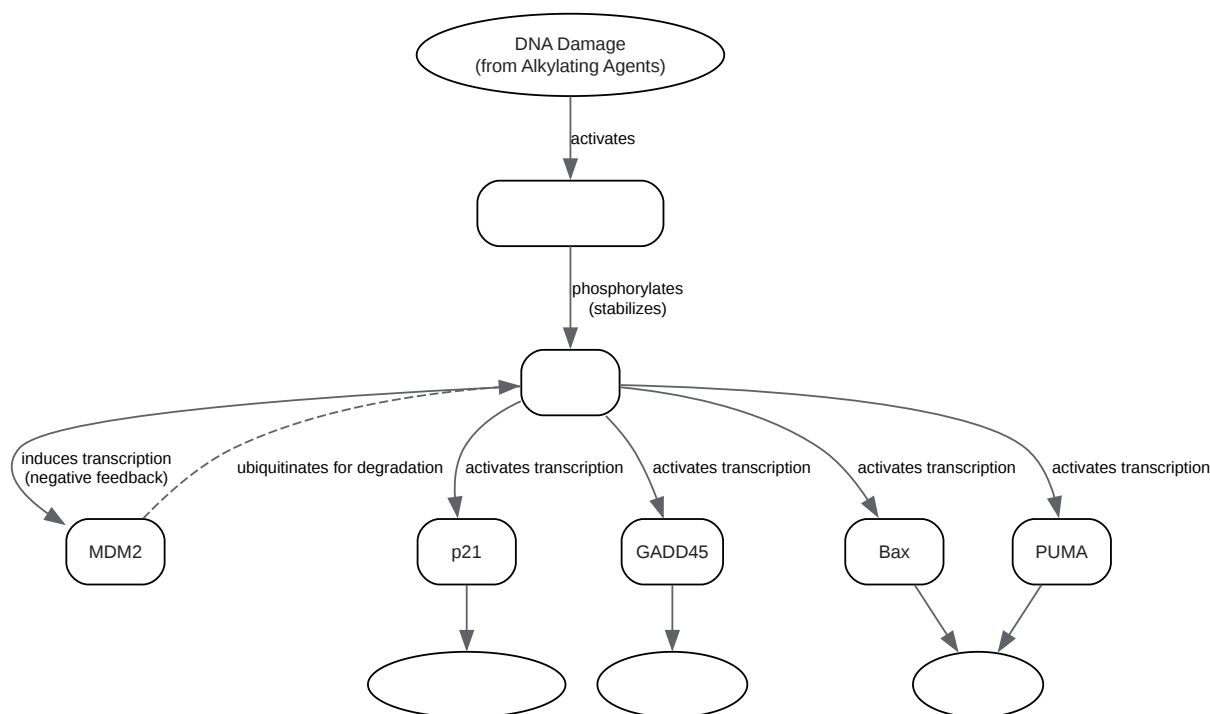 DNA Damage
(from Alkylating Agents)
activates
phosphorylates
(stabilizes)
induces transcription
(negative feedback)
ubiquitinates for degradation
activates transcription
activates transcription
activates transcription
activates transcription
MDM2
p21
GADD45
Bax
PUMA